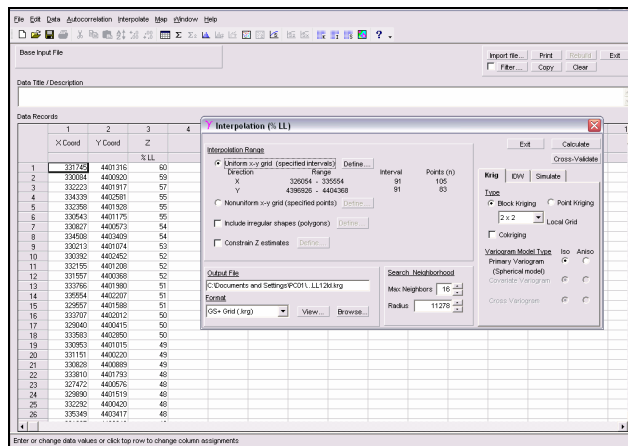 File Edit Data Autocorrelation Interpolate Map Window Help
Base Input File
Import file... Print Rebuild Exit
Filter... Copy Clear
Data Title / Description
Data Records
1 2 3 4
X Coord Y Coord Z
% LL
1 331745 4401316 60
2 330084 4400920 59
3 332223 4401917 57
4 334339 4402581 55
5 332358 4401928 55
6 330543 4401175 55
7 330827 4400573 54
8 334508 4403409 54
9 330213 4401074 53
10 330392 4402452 52
11 332155 4401208 52
12 331557 4400368 52
13 333766 4401980 51
14 335554 4402207 51
15 329557 4401588 51
16 333707 4402012 50
17 329040 4400415 50
18 333583 4402850 50
19 330953 4401015 49
20 331151 4400220 49
21 330828 4400889 49
22 333810 4401793 48
23 327472 4400576 48
24 329890 4401519 48
25 332292 4400420 48
26 335349 4403417 48
Interpolation (% LL)
Interpolation Range
Uniform x-y grid (specified intervals) Define...
Direction Range Interval Points (n)
X 326054 - 335554 91 105
Y 4396926 - 4404368 91 83
Nonuniform x-y grid (specified points) Define...
Include irregular shapes (polygons) Define...
Constrain Z estimates Define...
Output File
C:\Documents and Settings\PC01\...LL12kl.krg
Format
GS+ Grid (.krg) View... Browse...
Search Neighborhood
Max Neighbors 16
Radius 11278
Exit Calculate
Cross-Validate
Krig IDW Simulate
Type
Block Kriging Point Kriging
2 x 2 Local Grid
Cokriging
Variogram Model Type Iso Aniso
Primary Variogram
(Spherical model)
Covariate Variogram
Cross Variogram
Enter or change data values or click top row to change column assignments